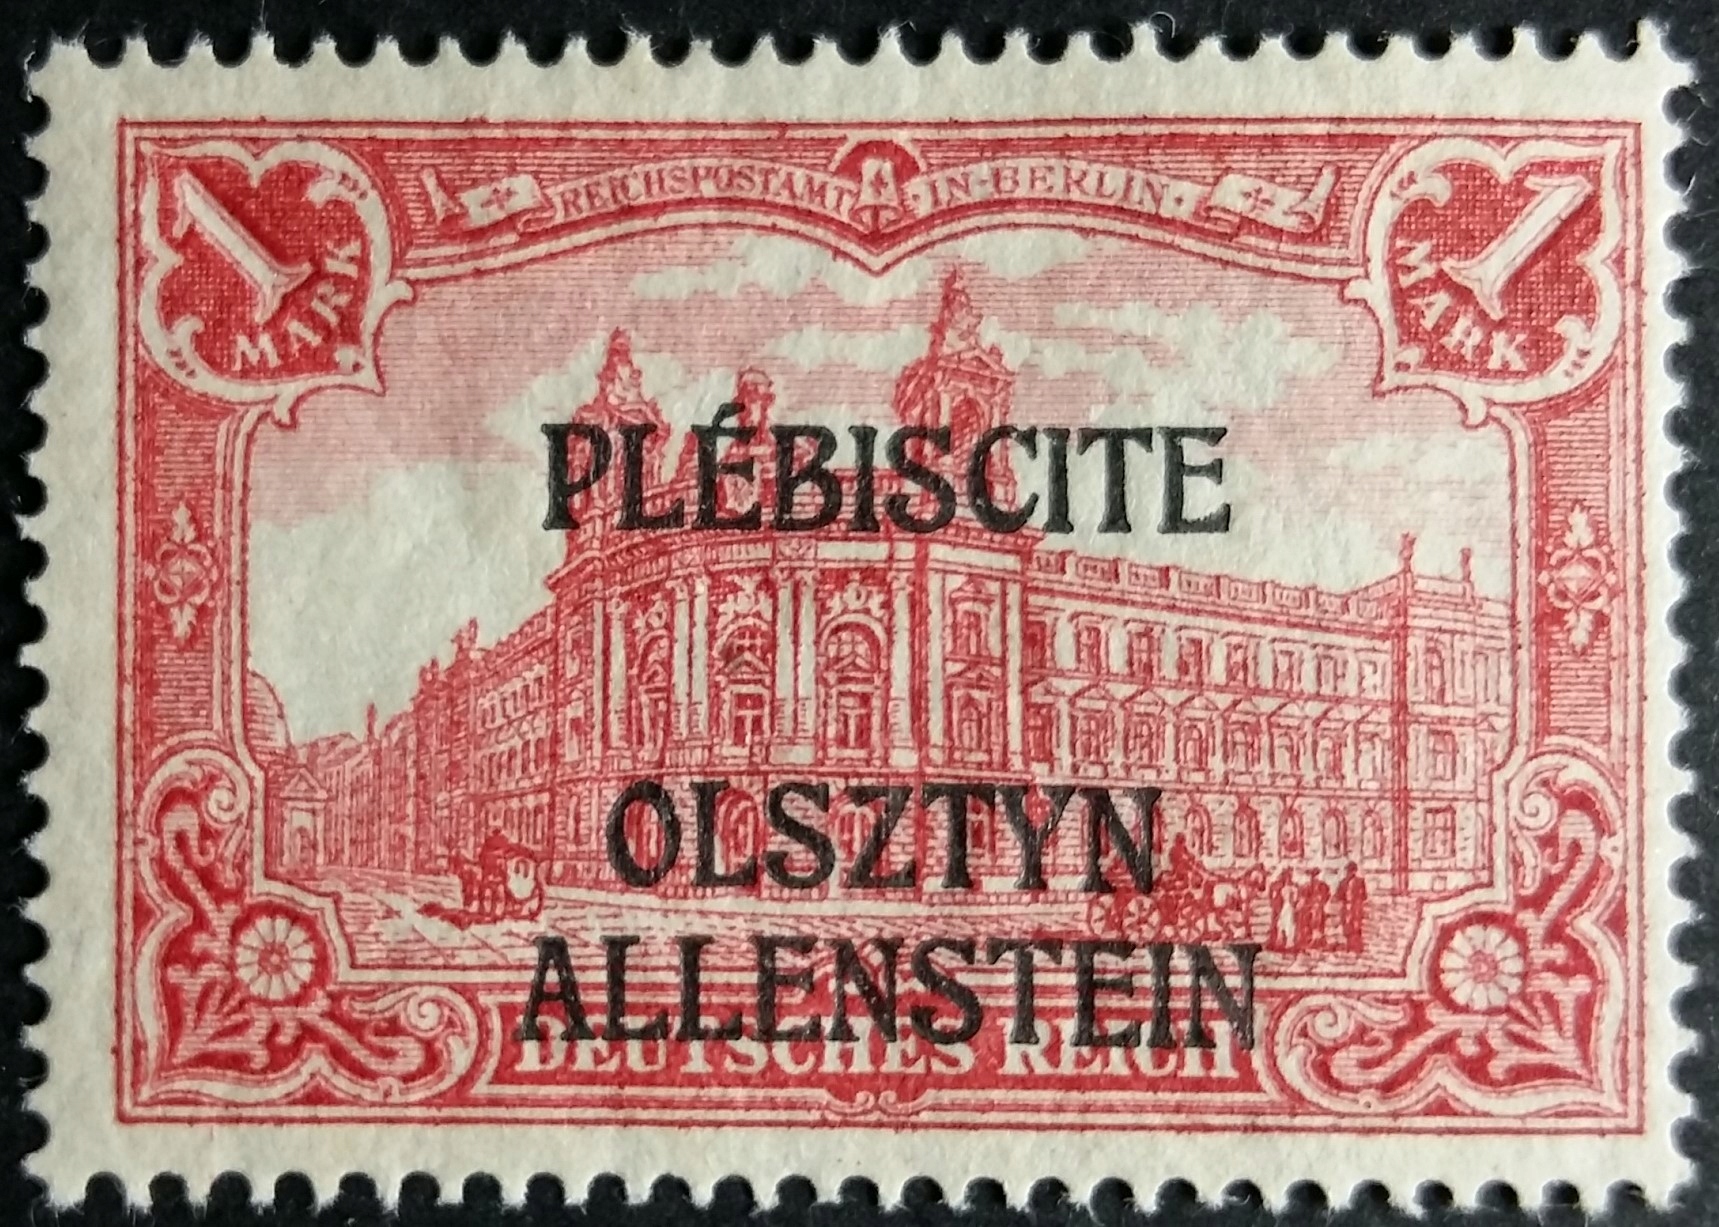 1 MARK
REICHSPOSTAMT IN BERLIN
1 MARK
PLÉBISCITE
OLSZTYN
ALLENSTEIN
DEUTSCHES REICH